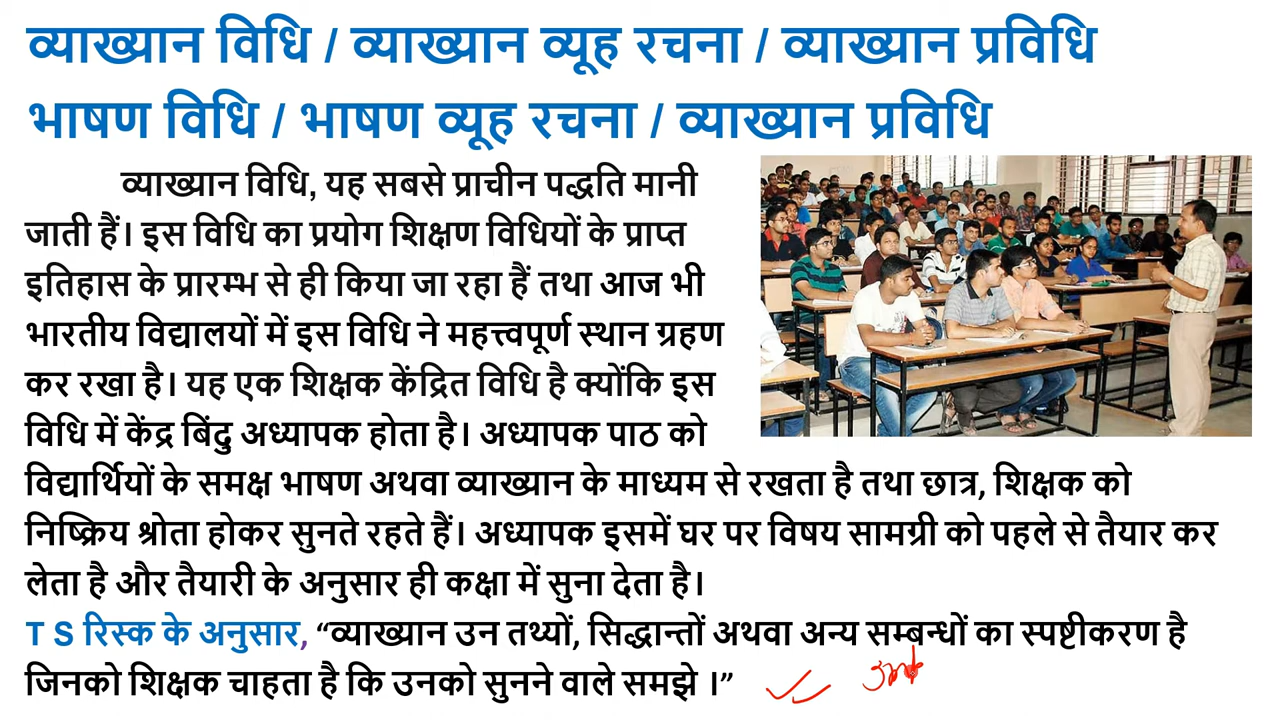 व्याख्यान विधि / व्याख्यान व्यूह रचना / व्याख्यान प्रविधि
भाषण विधि / भाषण व्यूह रचना / व्याख्यान प्रविधि
व्याख्यान विधि, यह सबसे प्राचीन पद्धति मानी
जाती हैं। इस विधि का प्रयोग शिक्षण विधियों के प्राप्त
इतिहास के प्रारम्भ से ही किया जा रहा हैं तथा आज भी
भारतीय विद्यालयों में इस विधि ने महत्त्वपूर्ण स्थान ग्रहण
कर रखा है। यह एक शिक्षक केंद्रित विधि है क्योंकि इस
विधि में केंद्र बिंदु अध्यापक होता है। अध्यापक पाठ को
विद्यार्थियों के समक्ष भाषण अथवा व्याख्यान के माध्यम से रखता है तथा छात्र, शिक्षक को
निष्क्रिय श्रोता होकर सुनते रहते हैं। अध्यापक इसमें घर पर विषय सामग्री को पहले से तैयार कर
लेता है और तैयारी के अनुसार ही कक्षा में सुना देता है।
T S रिस्क के अनुसार, “व्याख्यान उन तथ्यों, सिद्धान्तों अथवा अन्य सम्बन्धों का स्पष्टीकरण है
जिनको शिक्षक चाहता है कि उनको सुनने वाले समझे ।”